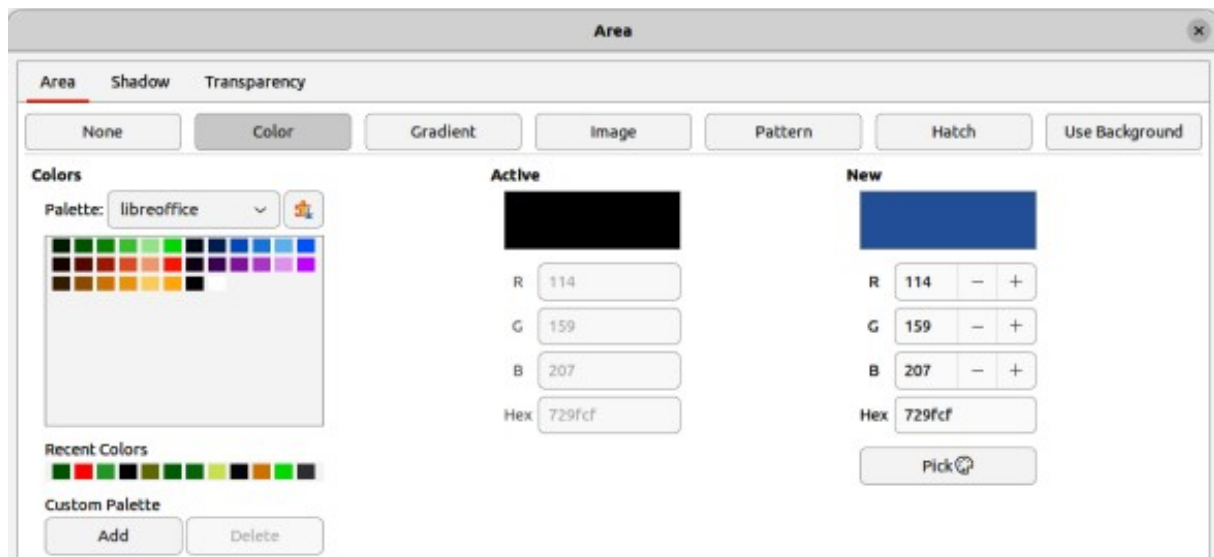 Area
Area Shadow Transparency
None Color Gradient Image Pattern Hatch Use Background
Colors Active New
Palette: libreoffice
R 114 R 114 − +
G 159 G 159 − +
B 207 B 207 − +
Hex 729fcf Hex 729fcf
Recent Colors
Pick
Custom Palette
Add Delete